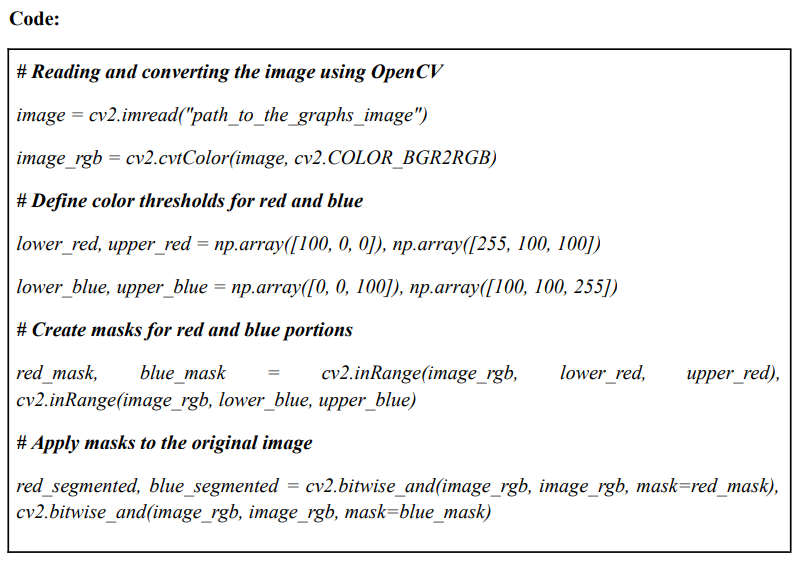 Code:
# Reading and converting the image using OpenCV
image = cv2.imread("path_to_the_graphs_image")
image_rgb = cv2.cvtColor(image, cv2.COLOR_BGR2RGB)
# Define color thresholds for red and blue
lower_red, upper_red = np.array([100, 0, 0]), np.array([255, 100, 100])
lower_blue, upper_blue = np.array([0, 0, 100]), np.array([100, 100, 255])
# Create masks for red and blue portions
red_mask, blue_mask = cv2.inRange(image_rgb, lower_red, upper_red),
cv2.inRange(image_rgb, lower_blue, upper_blue)
# Apply masks to the original image
red_segmented, blue_segmented = cv2.bitwise_and(image_rgb, image_rgb, mask=red_mask),
cv2.bitwise_and(image_rgb, image_rgb, mask=blue_mask)